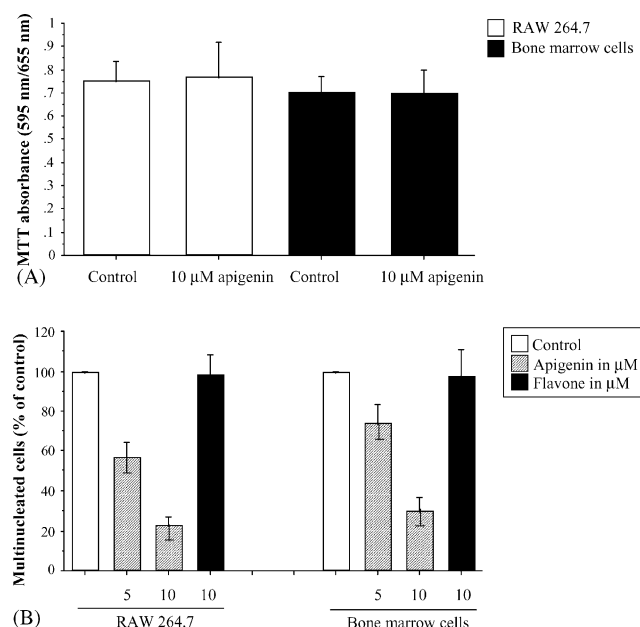 RAW 264.7
Bone marrow cells
MTT absorbance (595 nm/655 nm)
1
.9
.8
.7
.6
.5
.4
.3
.2
.1
0
Control
10 μM apigenin
Control
10 μM apigenin
(A)
Control
Apigenin in μM
Flavone in μM
Multinucleated cells (% of control)
120
100
80
60
40
20
0
5 10 10 5 10 10
RAW 264.7 Bone marrow cells
(B)